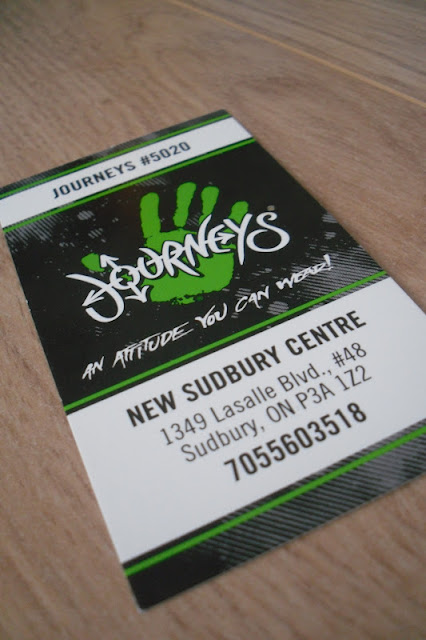 JOURNEYS #5020
JOURNEYS
AN ATTITUDE YOU CAN WEAR!
NEW SUDBURY CENTRE
1349 Lasalle Blvd., #48
Sudbury, ON P3A 1Z2
7055603518